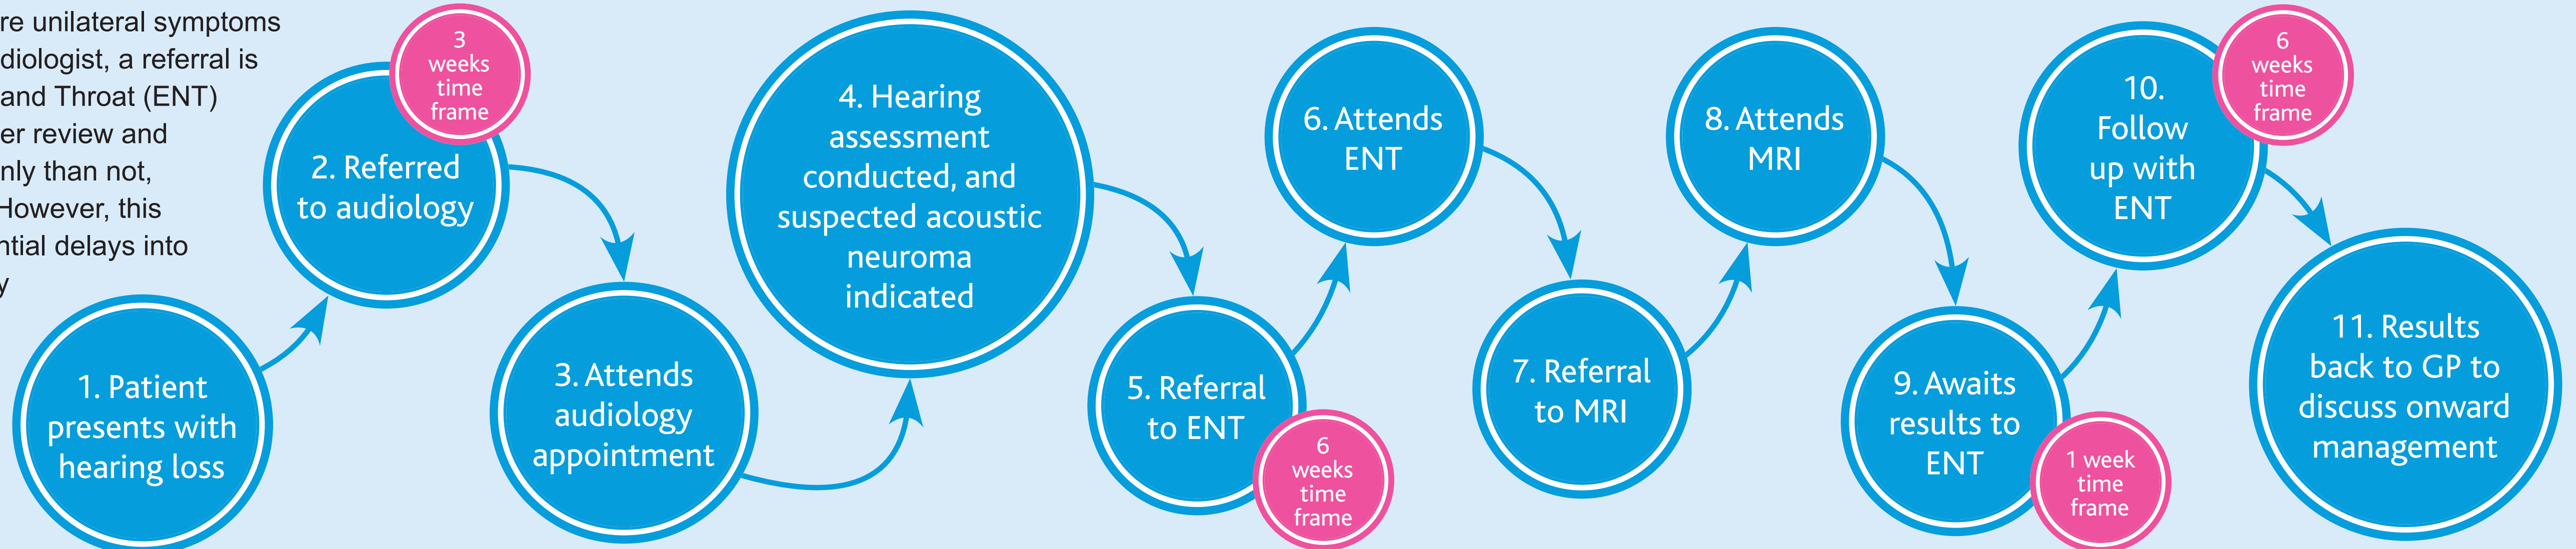 re unilateral symptoms
diologist, a referral is
and Throat (ENT)
er review and
nly than not,
However, this
ntial delays into
y
1. Patient
presents with
hearing loss
2. Referred
to audiology
3
weeks
time
frame
3. Attends
audiology
appointment
4. Hearing
assessment
conducted, and
suspected acoustic
neuroma
indicated
5. Referral
to ENT
6
weeks
time
frame
6. Attends
ENT
7. Referral
to MRI
8. Attends
MRI
9. Awaits
results to
ENT
1 week
time
frame
10.
Follow
up with
ENT
6
weeks
time
frame
11. Results
back to GP to
discuss onward
management